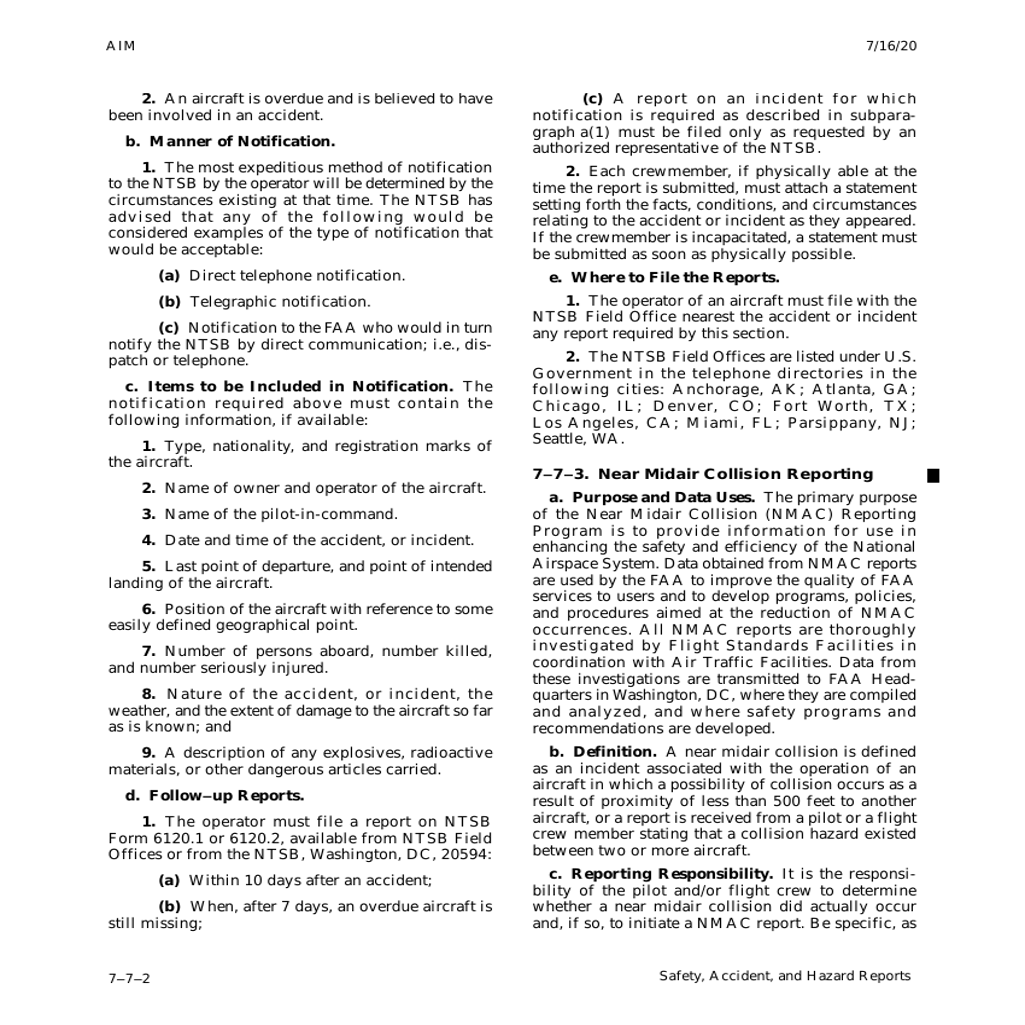 AIM
7/16/20
2. An aircraft is overdue and is believed to have
been involved in an accident.
b. Manner of Notification.
1. The most expeditious method of notification
to the NTSB by the operator will be determined by the
circumstances existing at that time. The NTSB has
advised that any of the following would be
considered examples of the type of notification that
would be acceptable:
(a) Direct telephone notification.
(b) Telegraphic notification.
(c) Notification to the FAA who would in turn
notify the NTSB by direct communication; i.e., dis-
patch or telephone.
c. Items to be Included in Notification. The
notification required above must contain the
following information, if available:
1. Type, nationality, and registration marks of
the aircraft.
2. Name of owner and operator of the aircraft.
3. Name of the pilot-in-command.
4. Date and time of the accident, or incident.
5. Last point of departure, and point of intended
landing of the aircraft.
6. Position of the aircraft with reference to some
easily defined geographical point.
7. Number of persons aboard, number killed,
and number seriously injured.
8. Nature of the accident, or incident, the
weather, and the extent of damage to the aircraft so far
as is known; and
9. A description of any explosives, radioactive
materials, or other dangerous articles carried.
d. Follow–up Reports.
1. The operator must file a report on NTSB
Form 6120.1 or 6120.2, available from NTSB Field
Offices or from the NTSB, Washington, DC, 20594:
(a) Within 10 days after an accident;
(b) When, after 7 days, an overdue aircraft is
still missing;
(c) A report on an incident for which
notification is required as described in subpara-
graph a(1) must be filed only as requested by an
authorized representative of the NTSB.
2. Each crewmember, if physically able at the
time the report is submitted, must attach a statement
setting forth the facts, conditions, and circumstances
relating to the accident or incident as they appeared.
If the crewmember is incapacitated, a statement must
be submitted as soon as physically possible.
e. Where to File the Reports.
1. The operator of an aircraft must file with the
NTSB Field Office nearest the accident or incident
any report required by this section.
2. The NTSB Field Offices are listed under U.S.
Government in the telephone directories in the
following cities: Anchorage, AK; Atlanta, GA;
Chicago, IL; Denver, CO; Fort Worth, TX;
Los Angeles, CA; Miami, FL; Parsippany, NJ;
Seattle, WA.
7–7–3. Near Midair Collision Reporting
a. Purpose and Data Uses. The primary purpose
of the Near Midair Collision (NMAC) Reporting
Program is to provide information for use in
enhancing the safety and efficiency of the National
Airspace System. Data obtained from NMAC reports
are used by the FAA to improve the quality of FAA
services to users and to develop programs, policies,
and procedures aimed at the reduction of NMAC
occurrences. All NMAC reports are thoroughly
investigated by Flight Standards Facilities in
coordination with Air Traffic Facilities. Data from
these investigations are transmitted to FAA Head-
quarters in Washington, DC, where they are compiled
and analyzed, and where safety programs and
recommendations are developed.
b. Definition. A near midair collision is defined
as an incident associated with the operation of an
aircraft in which a possibility of collision occurs as a
result of proximity of less than 500 feet to another
aircraft, or a report is received from a pilot or a flight
crew member stating that a collision hazard existed
between two or more aircraft.
c. Reporting Responsibility. It is the responsi-
bility of the pilot and/or flight crew to determine
whether a near midair collision did actually occur
and, if so, to initiate a NMAC report. Be specific, as
7–7–2
Safety, Accident, and Hazard Reports